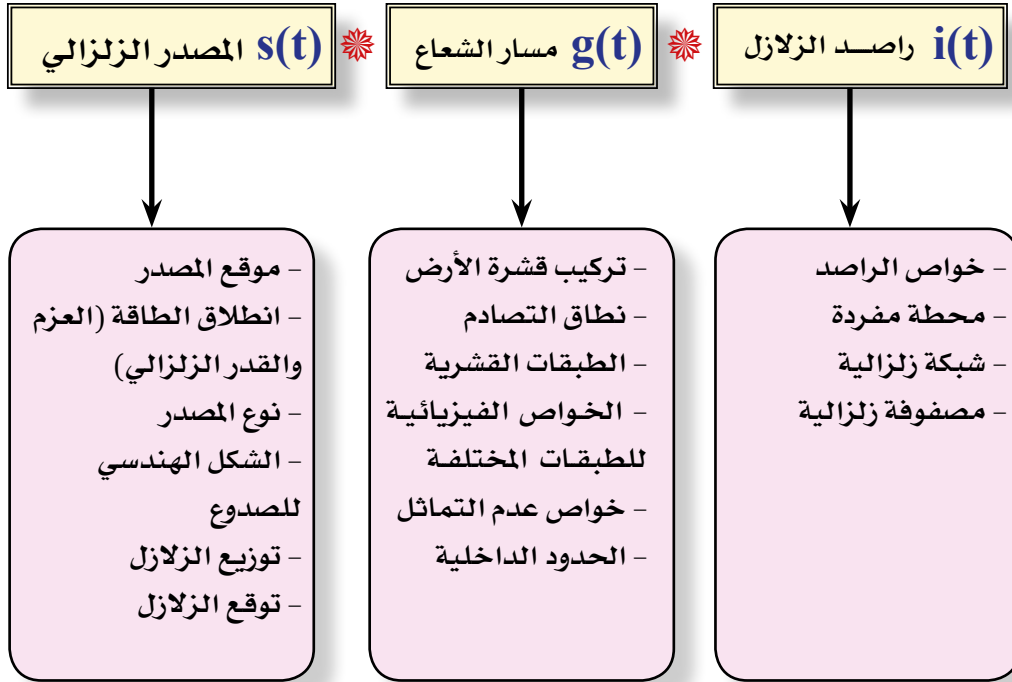 i(t) راصد الزلازل
g(t) مسار الشعاع
s(t) المصدر الزلزالي
– خواص الراصد
– محطة مفردة
– شبكة زلزالية
– مصفوفة زلزالية
– تركيب قشرة الأرض
– نطاق التصادم
– الطبقات القشرية
– الخواص الفيزيائية
للطبقات المختلفة
– خواص عدم التماثل
– الحدود الداخلية
– موقع المصدر
– انطلاق الطاقة (العزم
والقدر الزلزالي)
– نوع المصدر
– الشكل الهندسي
للصدوع
– توزيع الزلازل
– توقع الزلازل